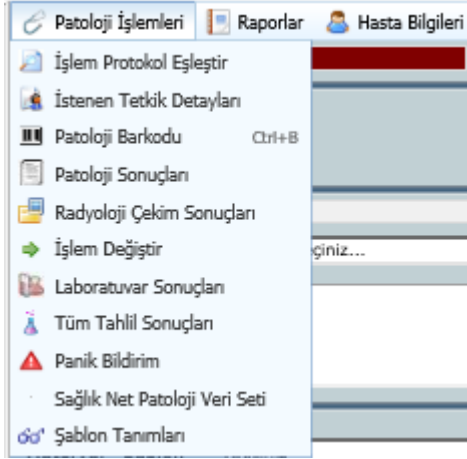 Patoloji İşlemleri Raporlar Hasta Bilgileri
İşlem Protokol Eşleştir
İstenen Tetkik Detayları
Patoloji Barkodu Ctrl+B
Patoloji Sonuçları
Radyoloji Çekim Sonuçları
İşlem Değiştir
Laboratuvar Sonuçları
Tüm Tahlil Sonuçları
Panik Bildirim
Sağlık Net Patoloji Veri Seti
Şablon Tanımları